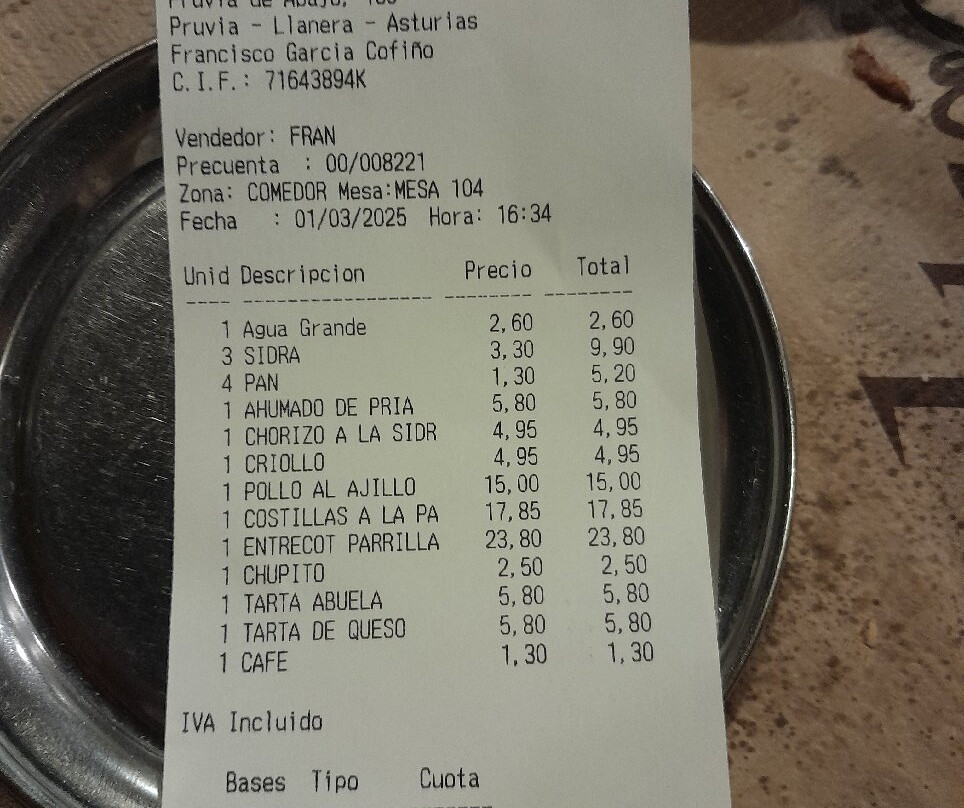 Pruvia de Abajo,
Pruvia - Llanera - Asturias
Francisco Garcia Cofiño
C.I.F.: 71643894K
Vendedor: FRAN
Precuenta : 00/008221
Zona: COMEDOR Mesa:MESA 104
Fecha : 01/03/2025 Hora: 16:34
Unid Descripcion Precio Total
---- ----------------- -------- --------
1 Agua Grande 2,60 2,60
3 SIDRA 3,30 9,90
4 PAN 1,30 5,20
1 AHUMADO DE PRIA 5,80 5,80
1 CHORIZO A LA SIDR 4,95 4,95
1 CRIOLLO 4,95 4,95
1 POLLO AL AJILLO 15,00 15,00
1 COSTILLAS A LA PA 17,85 17,85
1 ENTRECOT PARRILLA 23,80 23,80
1 CHUPITO 2,50 2,50
1 TARTA ABUELA 5,80 5,80
1 TARTA DE QUESO 5,80 5,80
1 CAFE 1,30 1,30
IVA Incluido
Bases Tipo Cuota